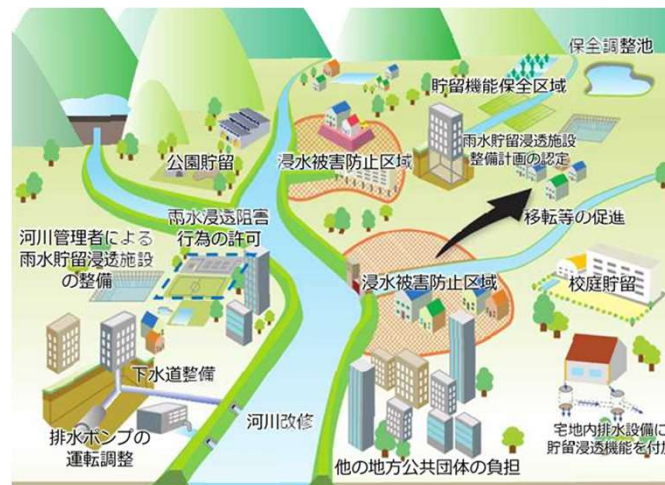 保全調整池
貯留機能保全区域
公園貯留
浸水被害防止区域
雨水貯留浸透施設
整備計画の認定
雨水浸透阻害
行為の許可
移転等の促進
河川管理者による
雨水貯留浸透施設
の整備
浸水被害防止区域
校庭貯留
下水道整備
河川改修
排水ポンプの
運転調整
他の地方公共団体の負担
宅地内排水設備に
貯留浸透機能を付加